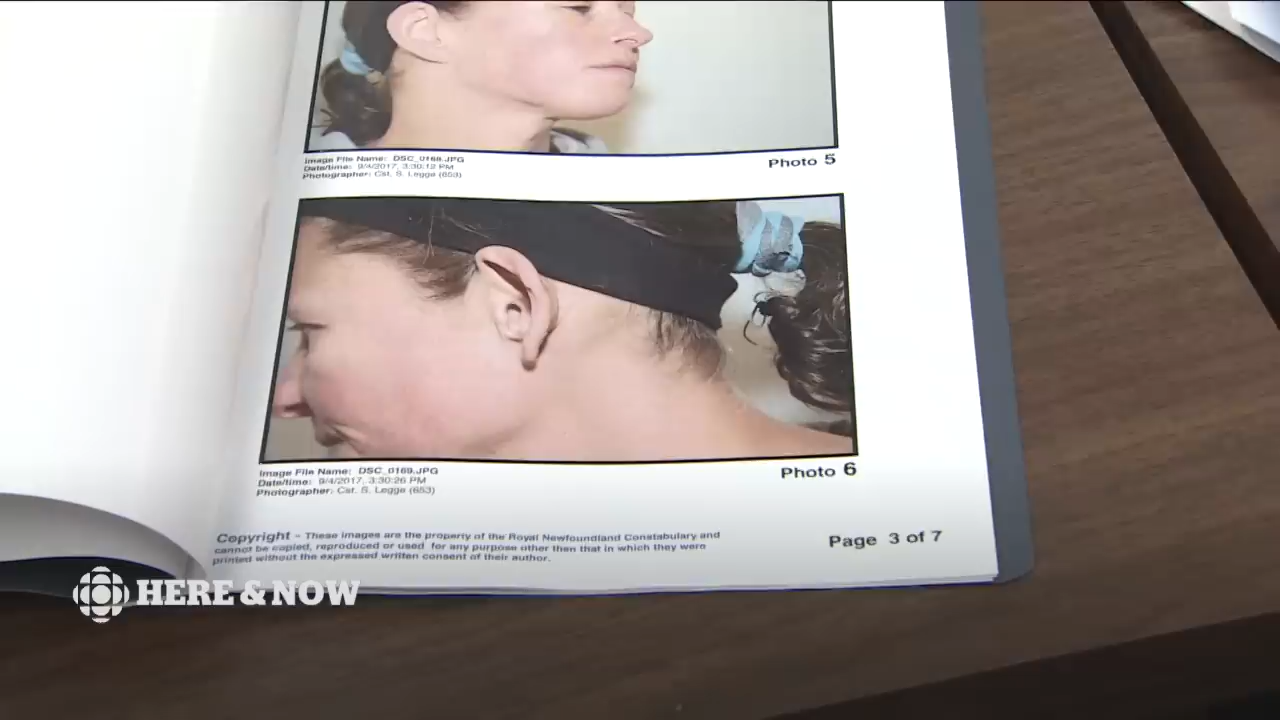 Image File Name: DSC_0168.JPG
Date/time: 9/4/2017, 3:30:12 PM
Photographer: Cst. S. Legge (653)
Photo 5
Image File Name: DSC_0169.JPG
Date/time: 9/4/2017, 3:30:26 PM
Photographer: Cst. S. Legge (653)
Photo 6
Copyright - These images are the property of the Royal Newfoundland Constabulary and
cannot be copied, reproduced or used for any purpose other then that in which they were
printed without the expressed written consent of their author.
Page 3 of 7
HERE & NOW